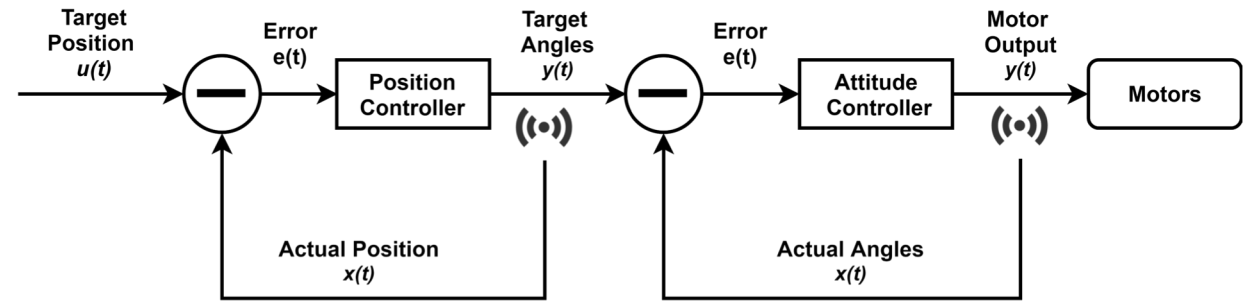 Target
Position
u(t)
Error
e(t)
Position
Controller
Target
Angles
y(t)
Error
e(t)
Attitude
Controller
Motor
Output
y(t)
Motors
Actual Position
x(t)
Actual Angles
x(t)